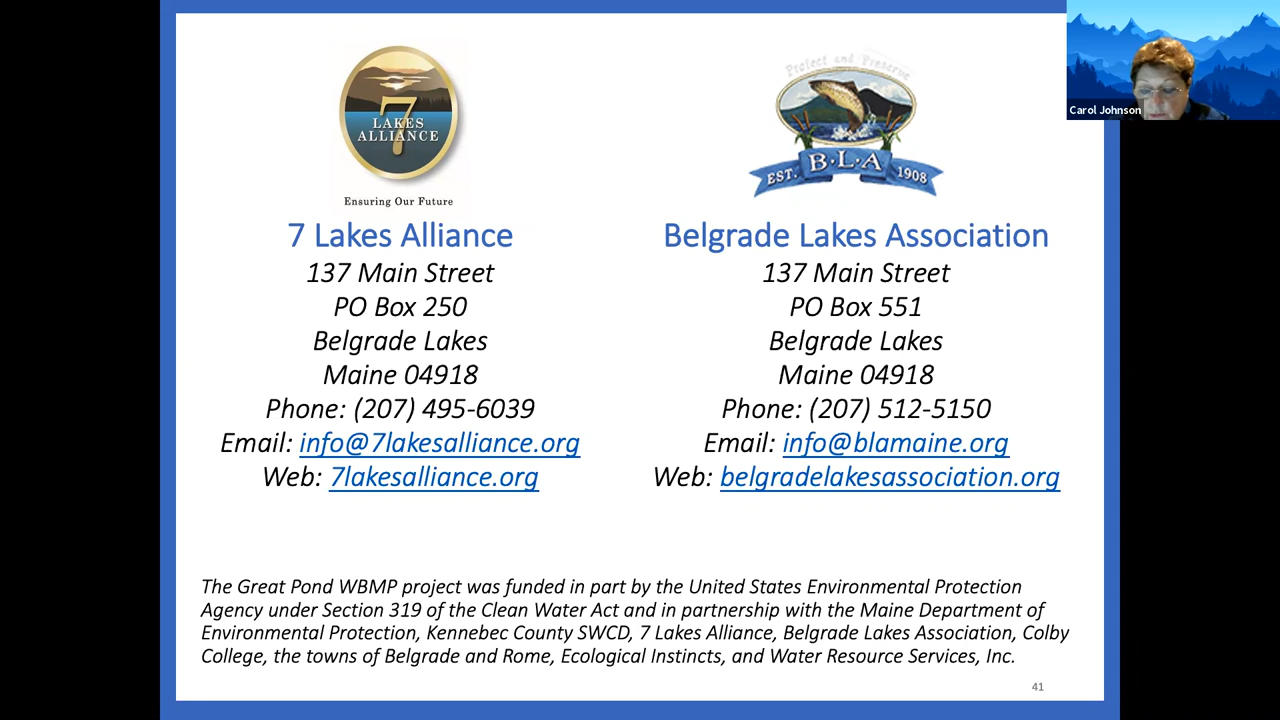 7
LAKES
ALLIANCE
Ensuring Our Future
7 Lakes Alliance
137 Main Street
PO Box 250
Belgrade Lakes
Maine 04918
Phone: (207) 495-6039
Email: info@7lakesalliance.org
Web: 7lakesalliance.org
Protect and Preserve
EST. B·L·A 1908
Belgrade Lakes Association
137 Main Street
PO Box 551
Belgrade Lakes
Maine 04918
Phone: (207) 512-5150
Email: info@blamaine.org
Web: belgradelakesassociation.org
Carol Johnson
The Great Pond WBMP project was funded in part by the United States Environmental Protection
Agency under Section 319 of the Clean Water Act and in partnership with the Maine Department of
Environmental Protection, Kennebec County SWCD, 7 Lakes Alliance, Belgrade Lakes Association, Colby
College, the towns of Belgrade and Rome, Ecological Instincts, and Water Resource Services, Inc.
41